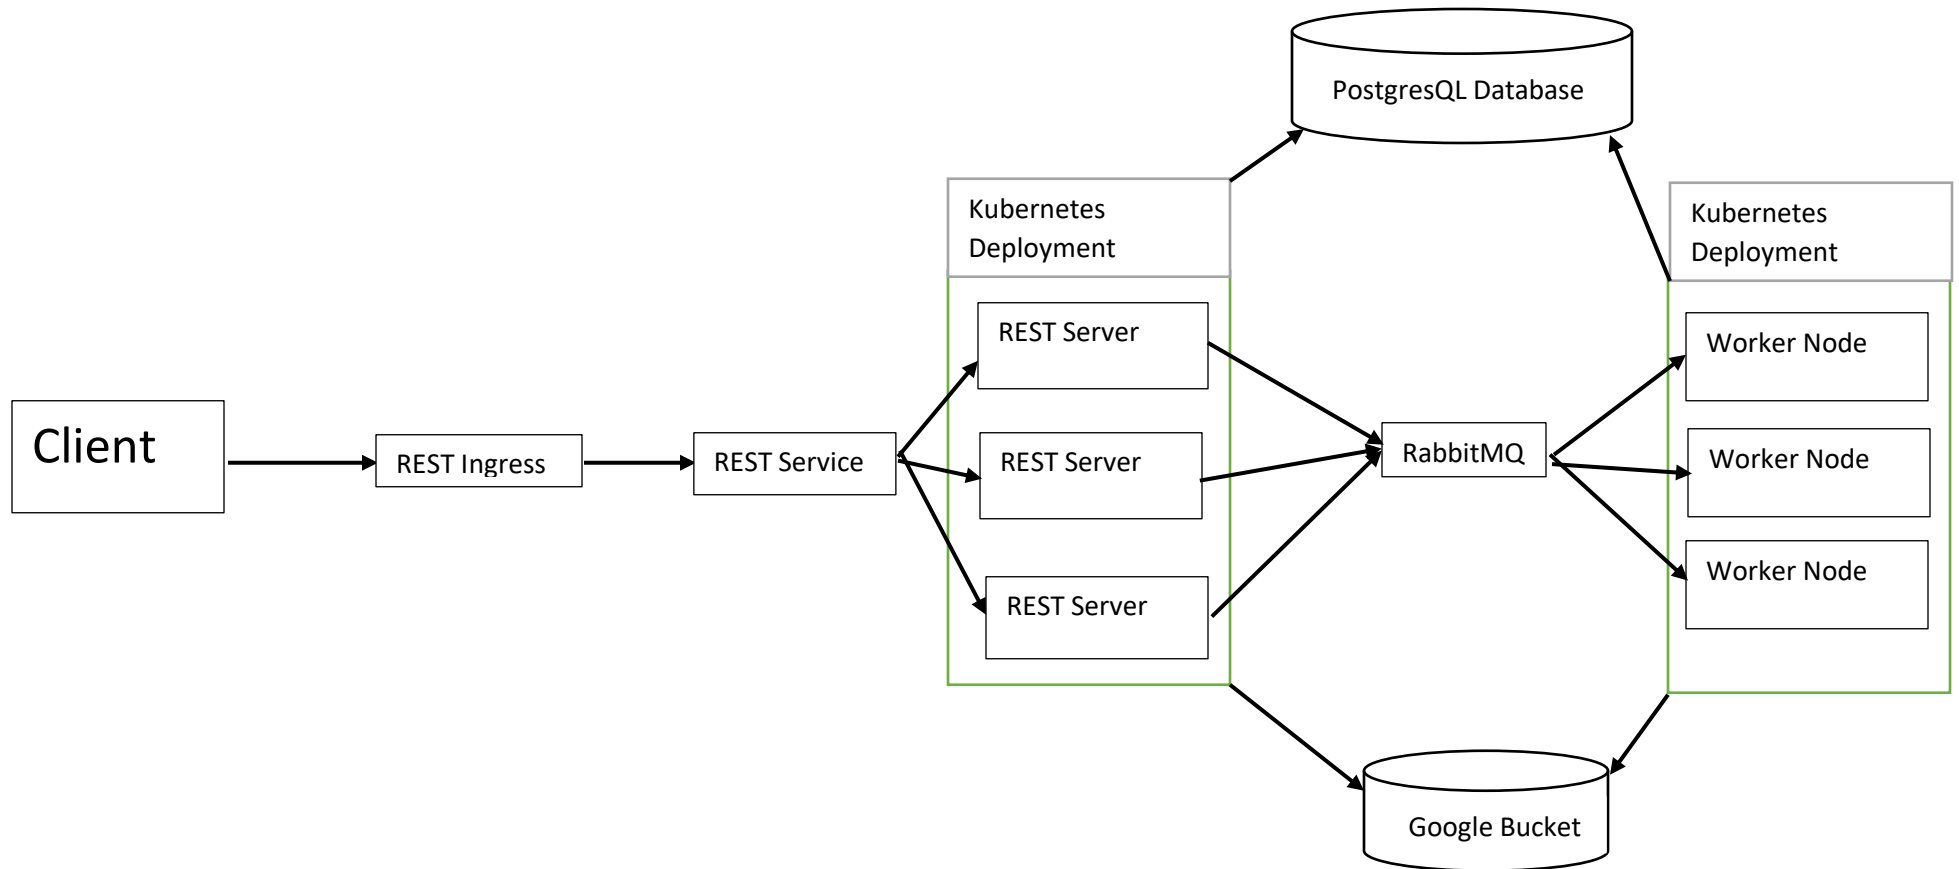 PostgresQL Database
Kubernetes
Deployment
Kubernetes
Deployment
REST Server
Worker Node
Client
REST Ingress
REST Service
REST Server
RabbitMQ
Worker Node
REST Server
Worker Node
Google Bucket